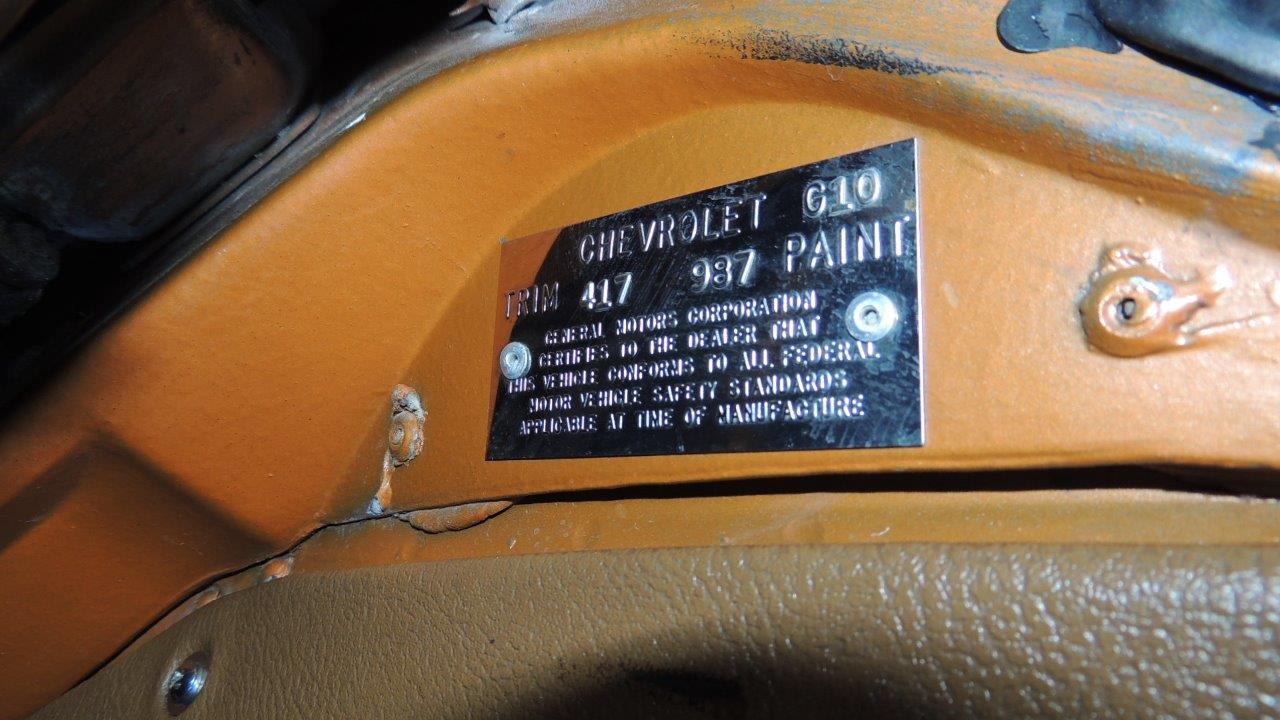 CHEVROLET G10
TRIM 417 987 PAINT
GENERAL MOTORS CORPORATION
CERTIFIES TO THE DEALER THAT
THIS VEHICLE CONFORMS TO ALL FEDERAL
MOTOR VEHICLE SAFETY STANDARDS
APPLICABLE AT TIME OF MANUFACTURE